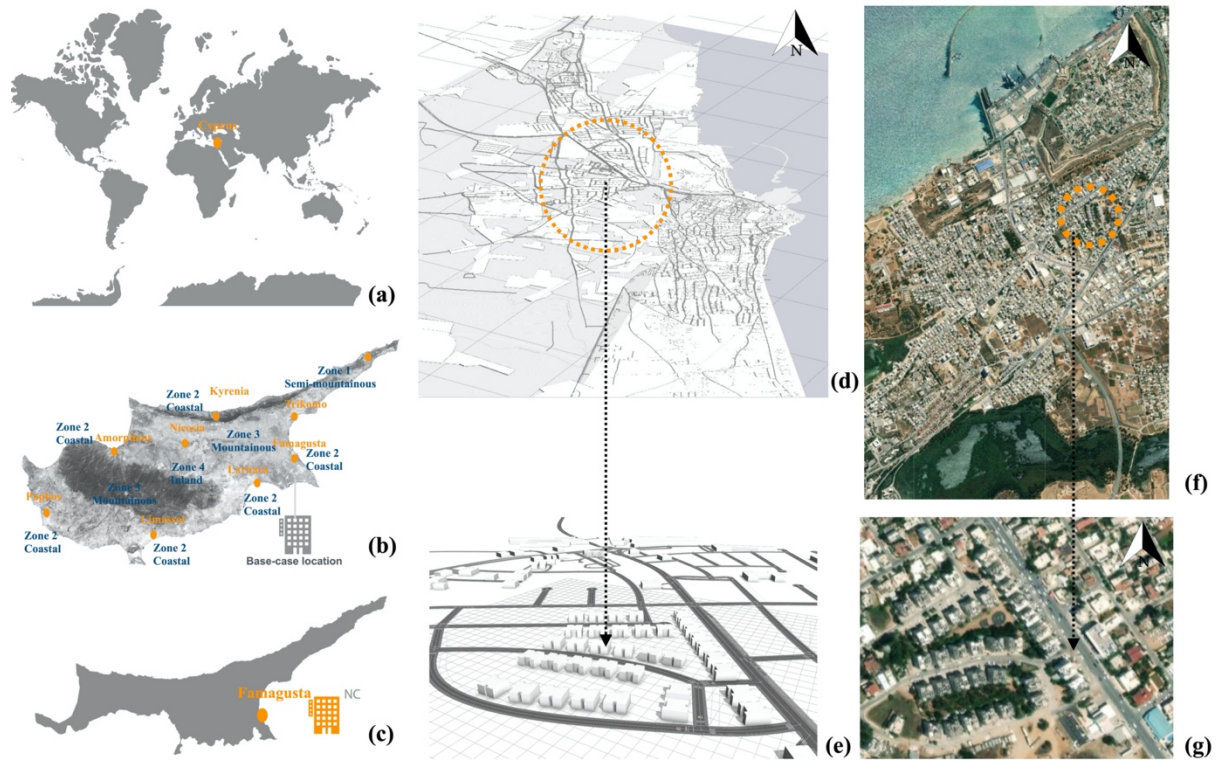 Cyprus
(a)
Zone 1
Semi-mountainous
Kyrenia
Zone 2
Coastal
Trikomo
Nicosia
Zone 2
Coastal
Amorphous
Zone 3
Mountainous
Famagusta
Zone 2
Coastal
Zone 4
Inland
Larnaca
Zone 5
Mountainous
Paphos
Zone 2
Coastal
Limassol
Zone 2
Coastal
Zone 2
Coastal
Base-case location
(b)
Famagusta
NC
(c)
N
(d)
(e)
N
(f)
N
(g)